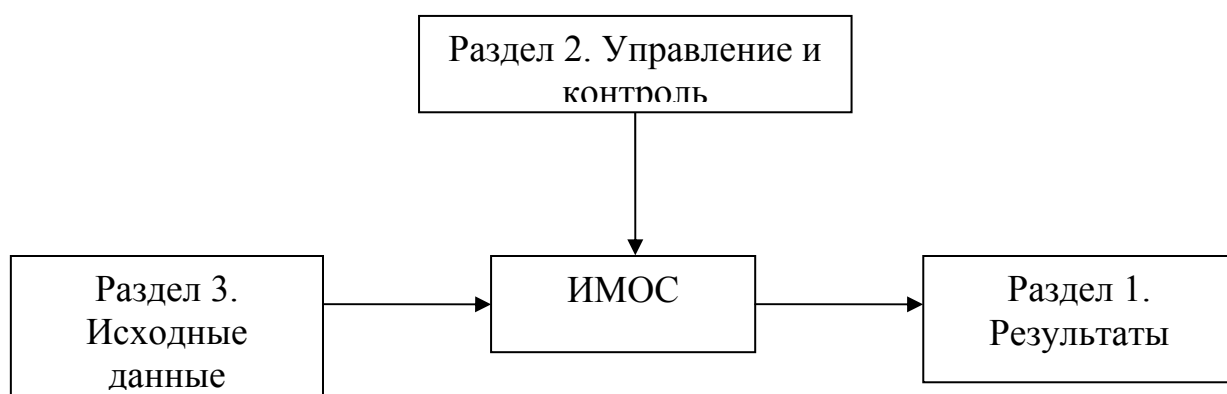 Раздел 2. Управление и
контроль
Раздел 3.
Исходные
данные
ИМОС
Раздел 1.
Результаты